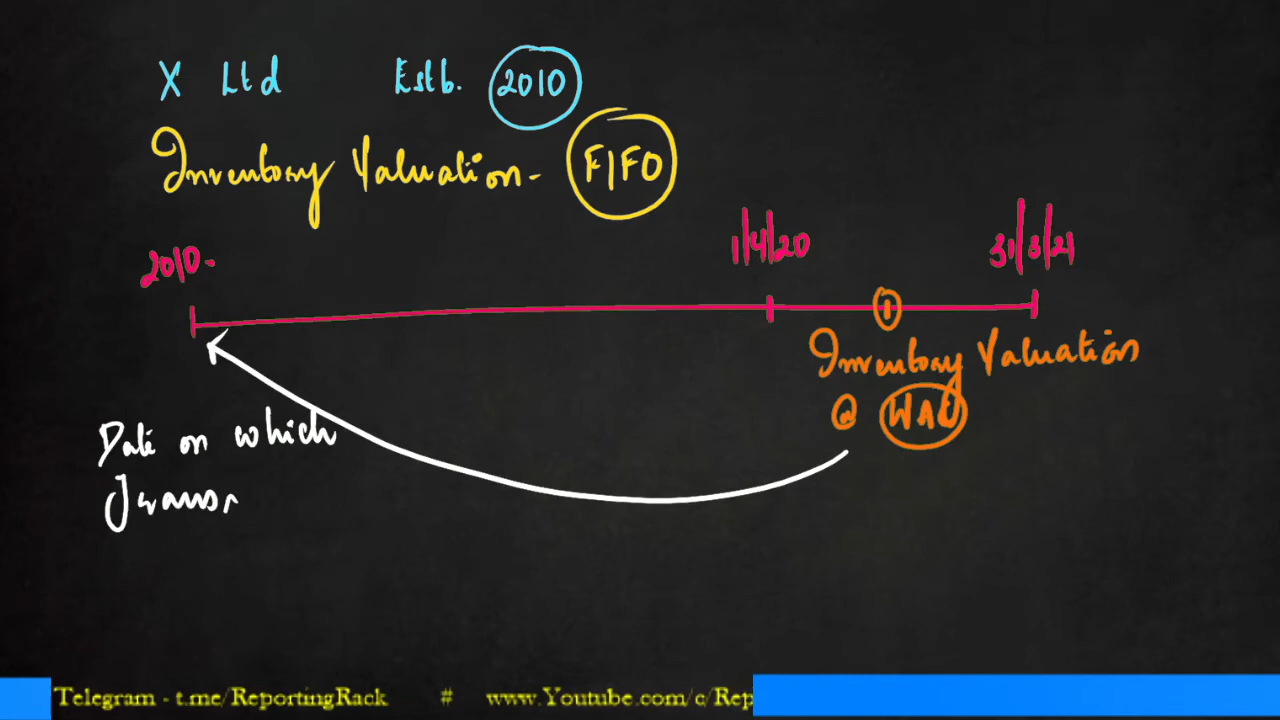 X Ltd Estb. 2010
Inventory Valuation - FIFO
2010- 1/4/20 31/3/21
Inventory Valuation
@ WAC
Date on which
Telegram - t.me/ReportingRack # www.Youtube.com/c/Rep